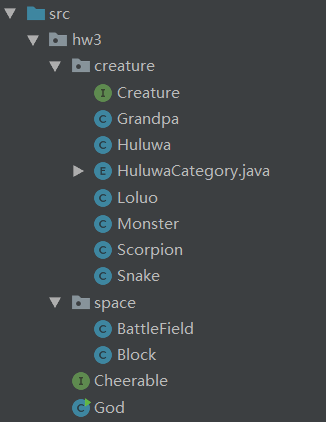 src
hw3
creature
I Creature
C Grandpa
C Huluwa
E HuluwaCategory.java
C Loluo
C Monster
C Scorpion
C Snake
space
C BattleField
C Block
I Cheerable
C God